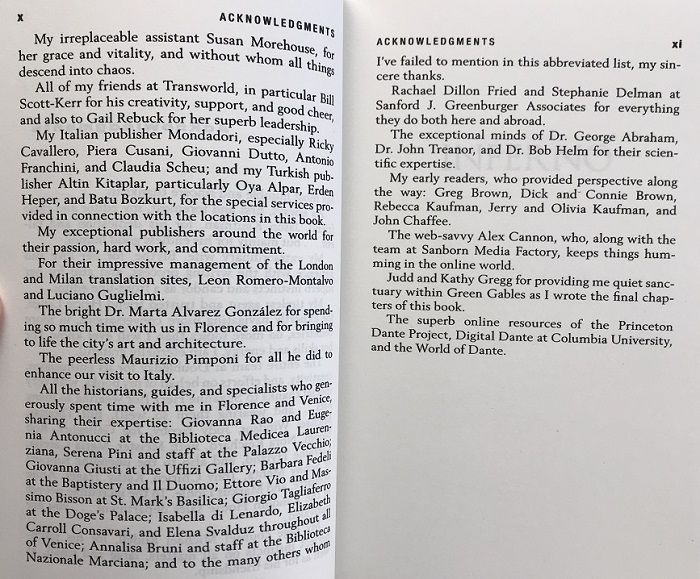 x
ACKNOWLEDGMENTS
My irreplaceable assistant Susan Morehouse, for
her grace and vitality, and without whom all things
descend into chaos.
All of my friends at Transworld, in particular Bill
Scott-Kerr for his creativity, support, and good cheer,
and also to Gail Rebuck for her superb leadership.
My Italian publisher Mondadori, especially Ricky
Cavallero, Piera Cusani, Giovanni Dutto, Antonio
Franchini, and Claudia Scheu; and my Turkish pub-
lisher Altin Kitaplar, particularly Oya Alpar, Erden
Heper, and Batu Bozkurt, for the special services pro-
vided in connection with the locations in this book.
My exceptional publishers around the world for
their passion, hard work, and commitment.
For their impressive management of the London
and Milan translation sites, Leon Romero-Montalvo
and Luciano Guglielmi.
The bright Dr. Marta Alvarez González for spend-
ing so much time with us in Florence and for bringing
to life the city's art and architecture.
The peerless Maurizio Pimponi for all he did to
enhance our visit to Italy.
All the historians, guides, and specialists who gen-
erously spent time with me in Florence and Venice,
sharing their expertise: Giovanna Rao and Euge-
nia Antonucci at the Biblioteca Medicea Lauren-
ziana, Serena Pini and staff at the Palazzo Vecchio;
Giovanna Giusti at the Uffizi Gallery; Barbara Fedeli
at the Baptistery and Il Duomo; Ettore Vio and Mas-
simo Bisson at St. Mark's Basilica; Giorgio Tagliaferro
at the Doge's Palace; Isabella di Lenardo, Elizabeth
Carroll Consavari, and Elena Svalduz throughout all
of Venice; Annalisa Bruni and staff at the Biblioteca
Nazionale Marciana; and to the many others whom
ACKNOWLEDGMENTS
xi
I've failed to mention in this abbreviated list, my sin-
cere thanks.
Rachael Dillon Fried and Stephanie Delman at
Sanford J. Greenburger Associates for everything
they do both here and abroad.
The exceptional minds of Dr. George Abraham,
Dr. John Treanor, and Dr. Bob Helm for their scien-
tific expertise.
My early readers, who provided perspective along
the way: Greg Brown, Dick and Connie Brown,
Rebecca Kaufman, Jerry and Olivia Kaufman, and
John Chaffee.
The web-savvy Alex Cannon, who, along with the
team at Sanborn Media Factory, keeps things hum-
ming in the online world.
Judd and Kathy Gregg for providing me quiet sanc-
tuary within Green Gables as I wrote the final chap-
ters of this book.
The superb online resources of the Princeton
Dante Project, Digital Dante at Columbia University,
and the World of Dante.